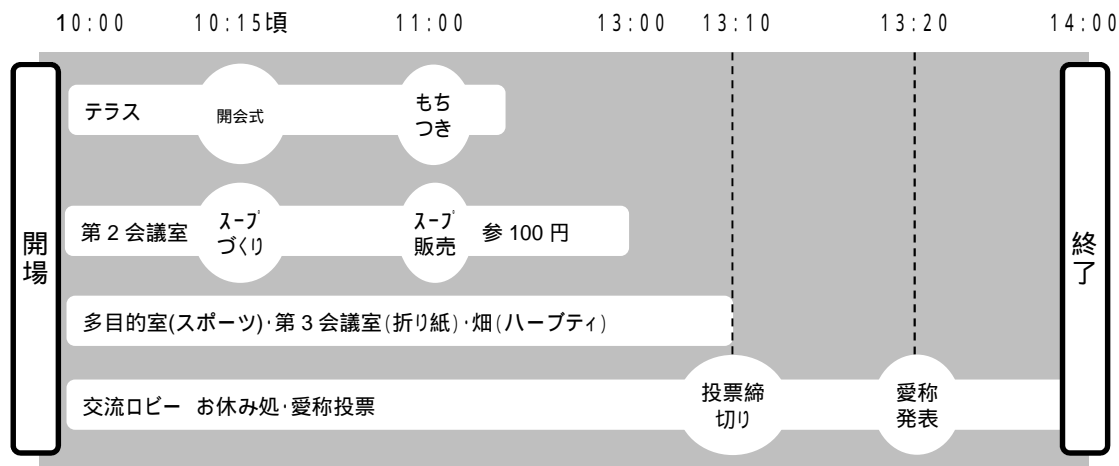 10:00 10:15頃 11:00 13:00 13:10 13:20 14:00
開場
テラス
開会式
もち
つき
第2会議室
スープ
づくり
スープ
販売
参100円
多目的室(スポーツ)・第3会議室(折り紙)・畑(ハーブティ)
交流ロビー お休み処・愛称投票
投票締
切り
愛称
発表
終了